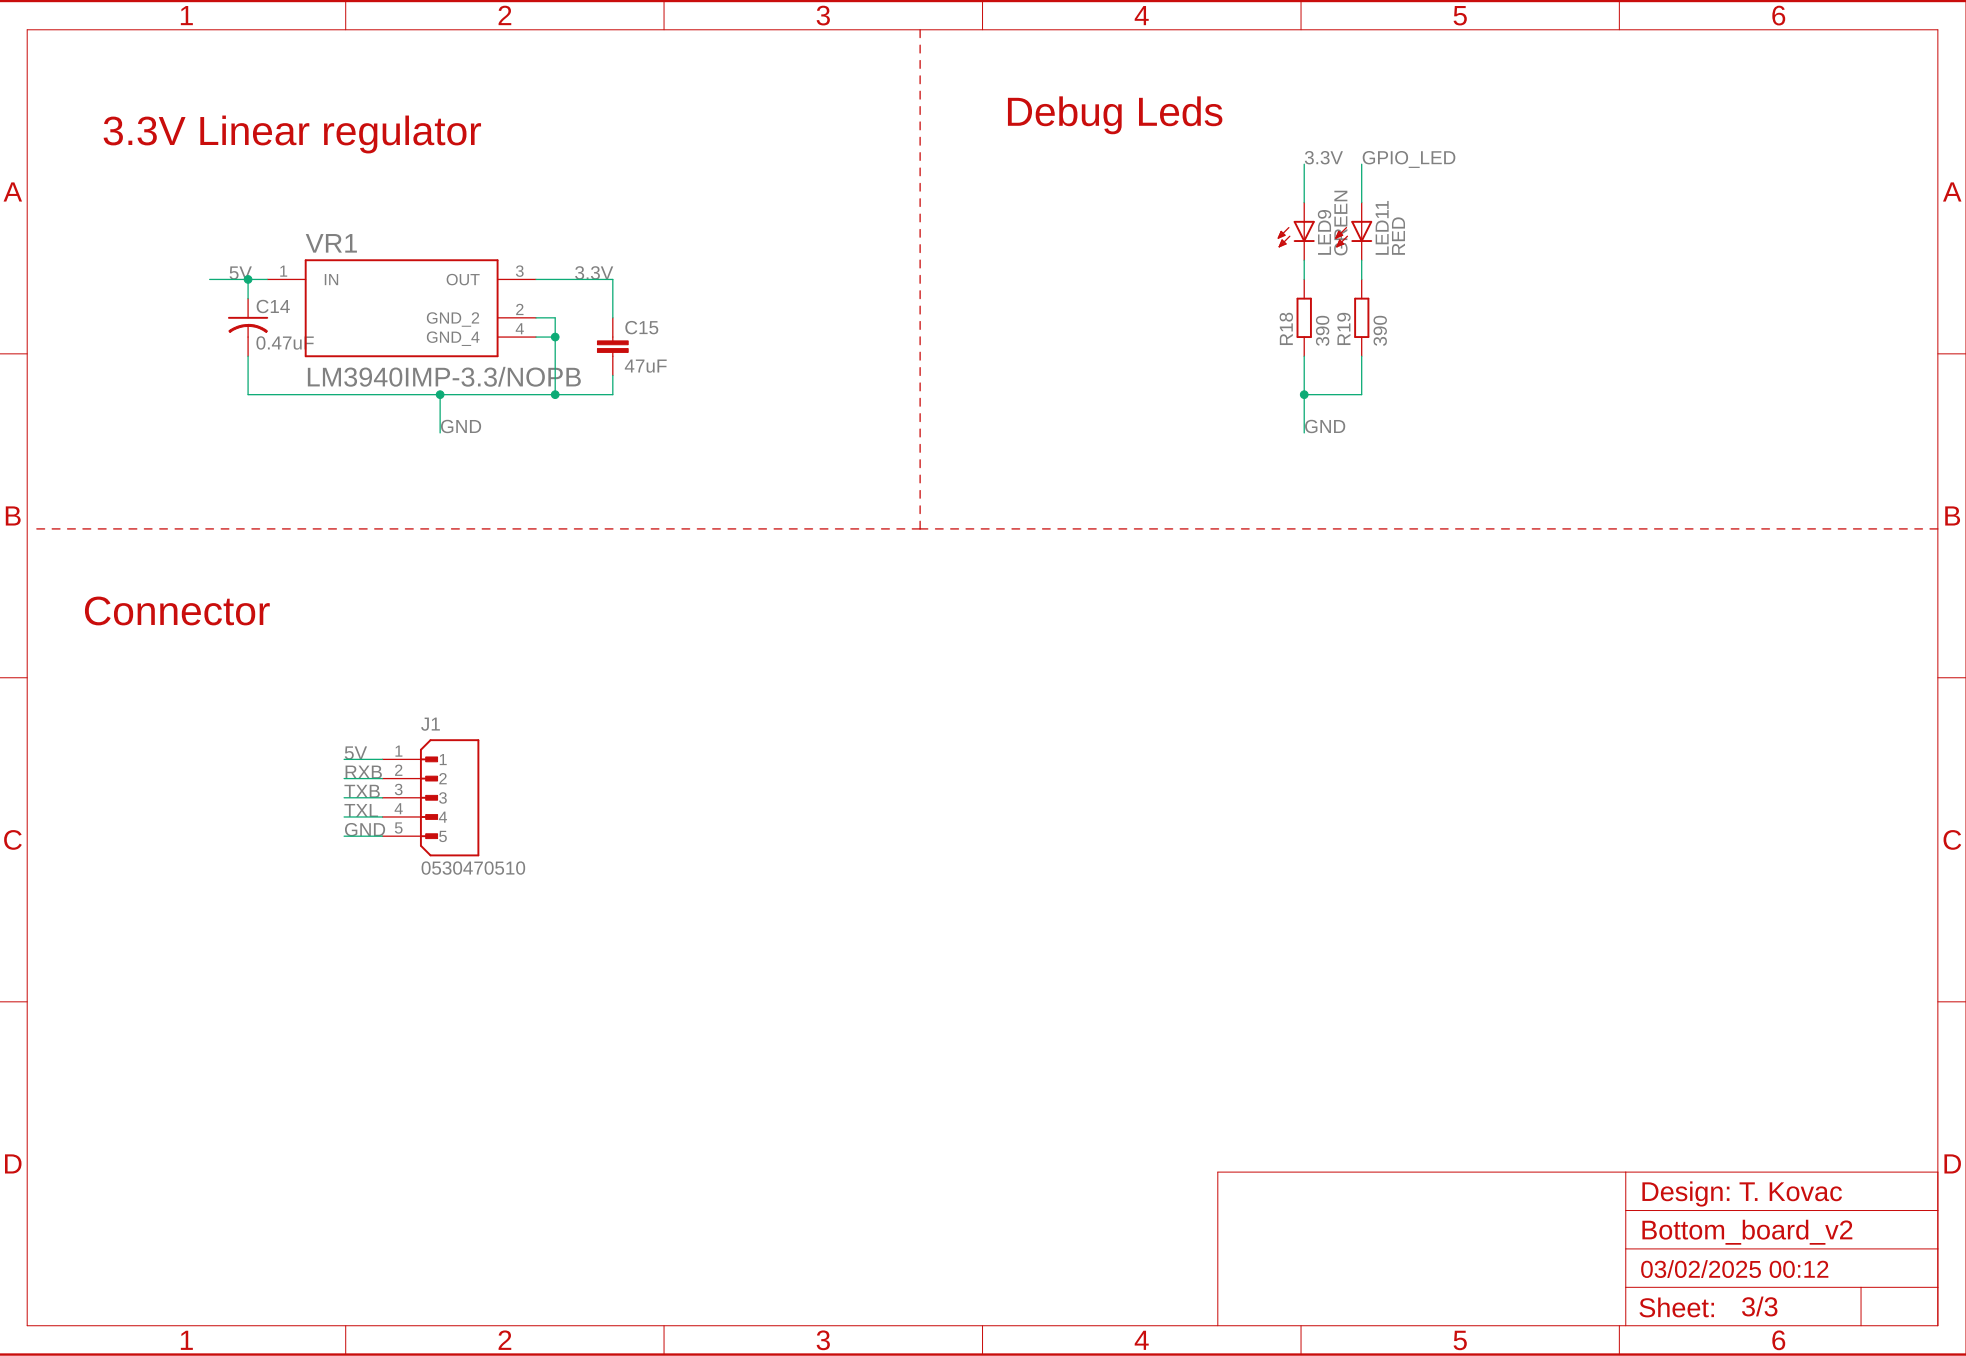 1 2 3 4 5 6
3.3V Linear regulator
Debug Leds
A A
3.3V GPIO_LED
LED9
GREEN
LED11
RED
VR1
5V 1 IN OUT 3 3.3V
C14
GND_2 2
GND_4 4
0.47uF
C15
47uF
LM3940IMP-3.3/NOPB
GND
R18
390
R19
390
GND
B B
Connector
J1
5V 1 1
RXB 2 2
TXB 3 3
TXL 4 4
GND 5 5
0530470510
C C
D D
Design: T. Kovac
Bottom_board_v2
03/02/2025 00:12
Sheet: 3/3
1 2 3 4 5 6